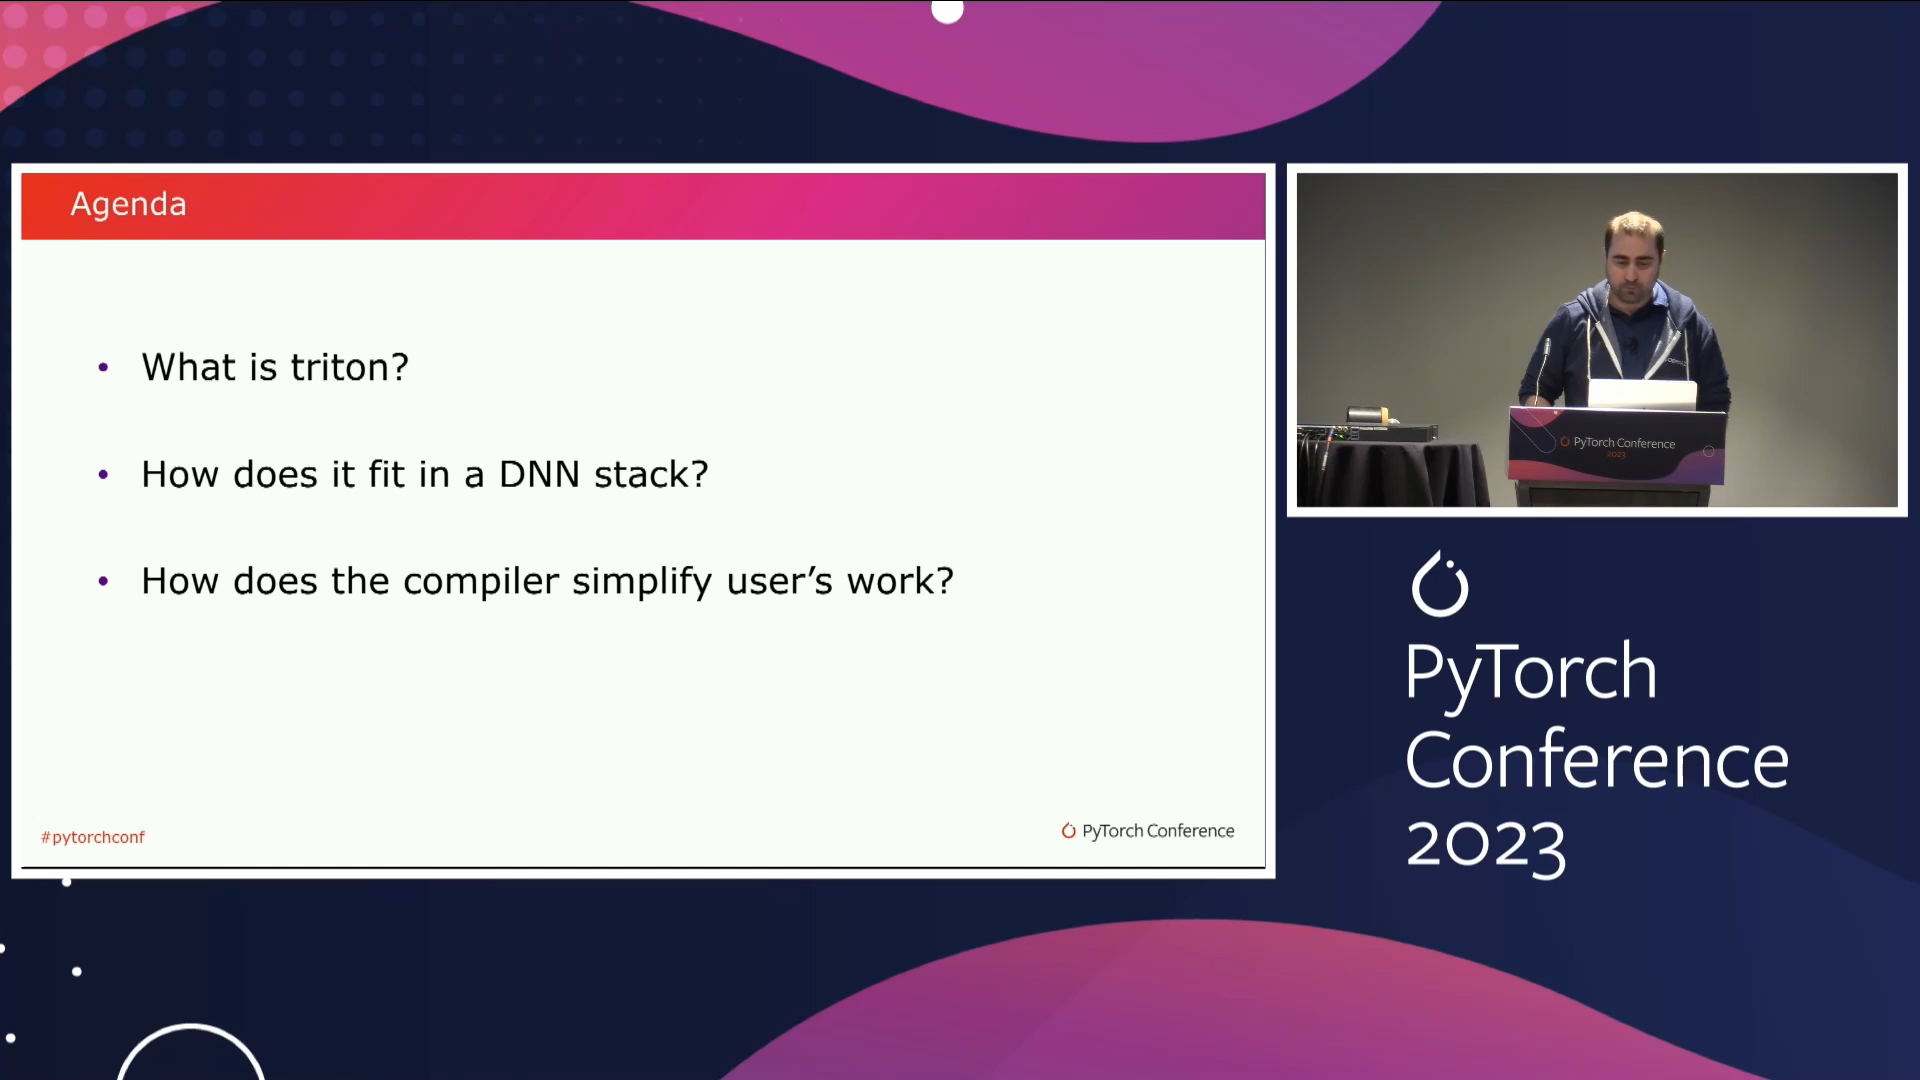 Agenda
• What is triton?
• How does it fit in a DNN stack?
• How does the compiler simplify user’s work?
#pytorchconf
PyTorch Conference
PyTorch Conference
2023
PyTorch
Conference
2023